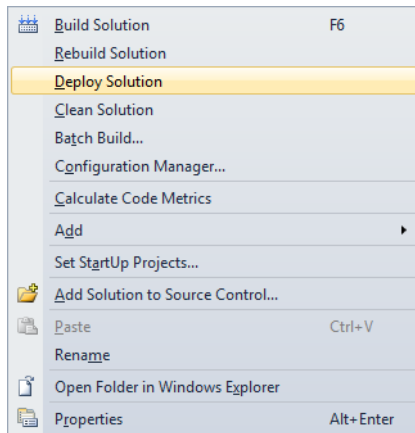 Build Solution F6
Rebuild Solution
Deploy Solution
Clean Solution
Batch Build...
Configuration Manager...
Calculate Code Metrics
Add
Set StartUp Projects...
Add Solution to Source Control...
Paste Ctrl+V
Rename
Open Folder in Windows Explorer
Properties Alt+Enter